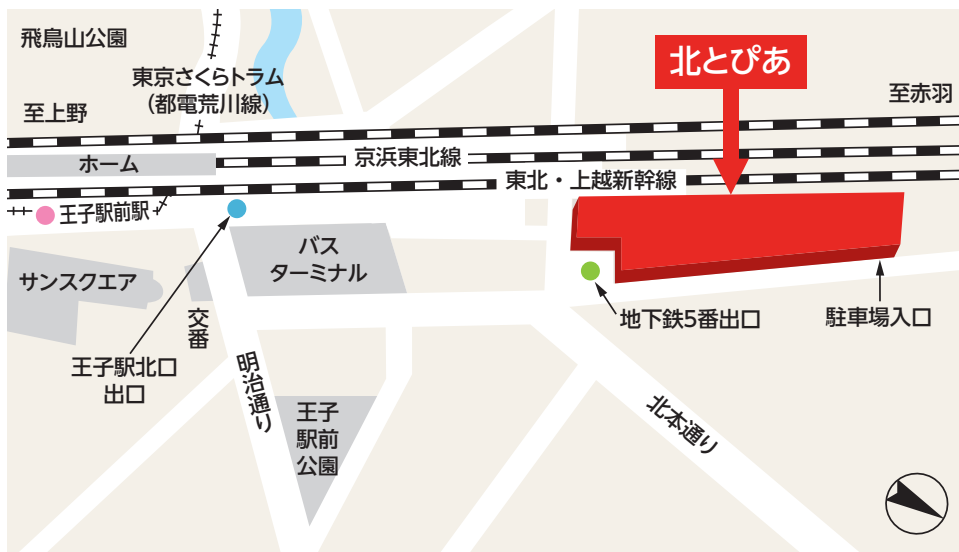 飛鳥山公園
北とぴあ
東京さくらトラム
（都電荒川線）
至上野
至赤羽
ホーム
京浜東北線
東北・上越新幹線
王子駅前駅
バス
ターミナル
サンスクエア
交番
地下鉄5番出口
駐車場入口
王子駅北口
出口
明治通り
王子
駅前
公園
北本通り